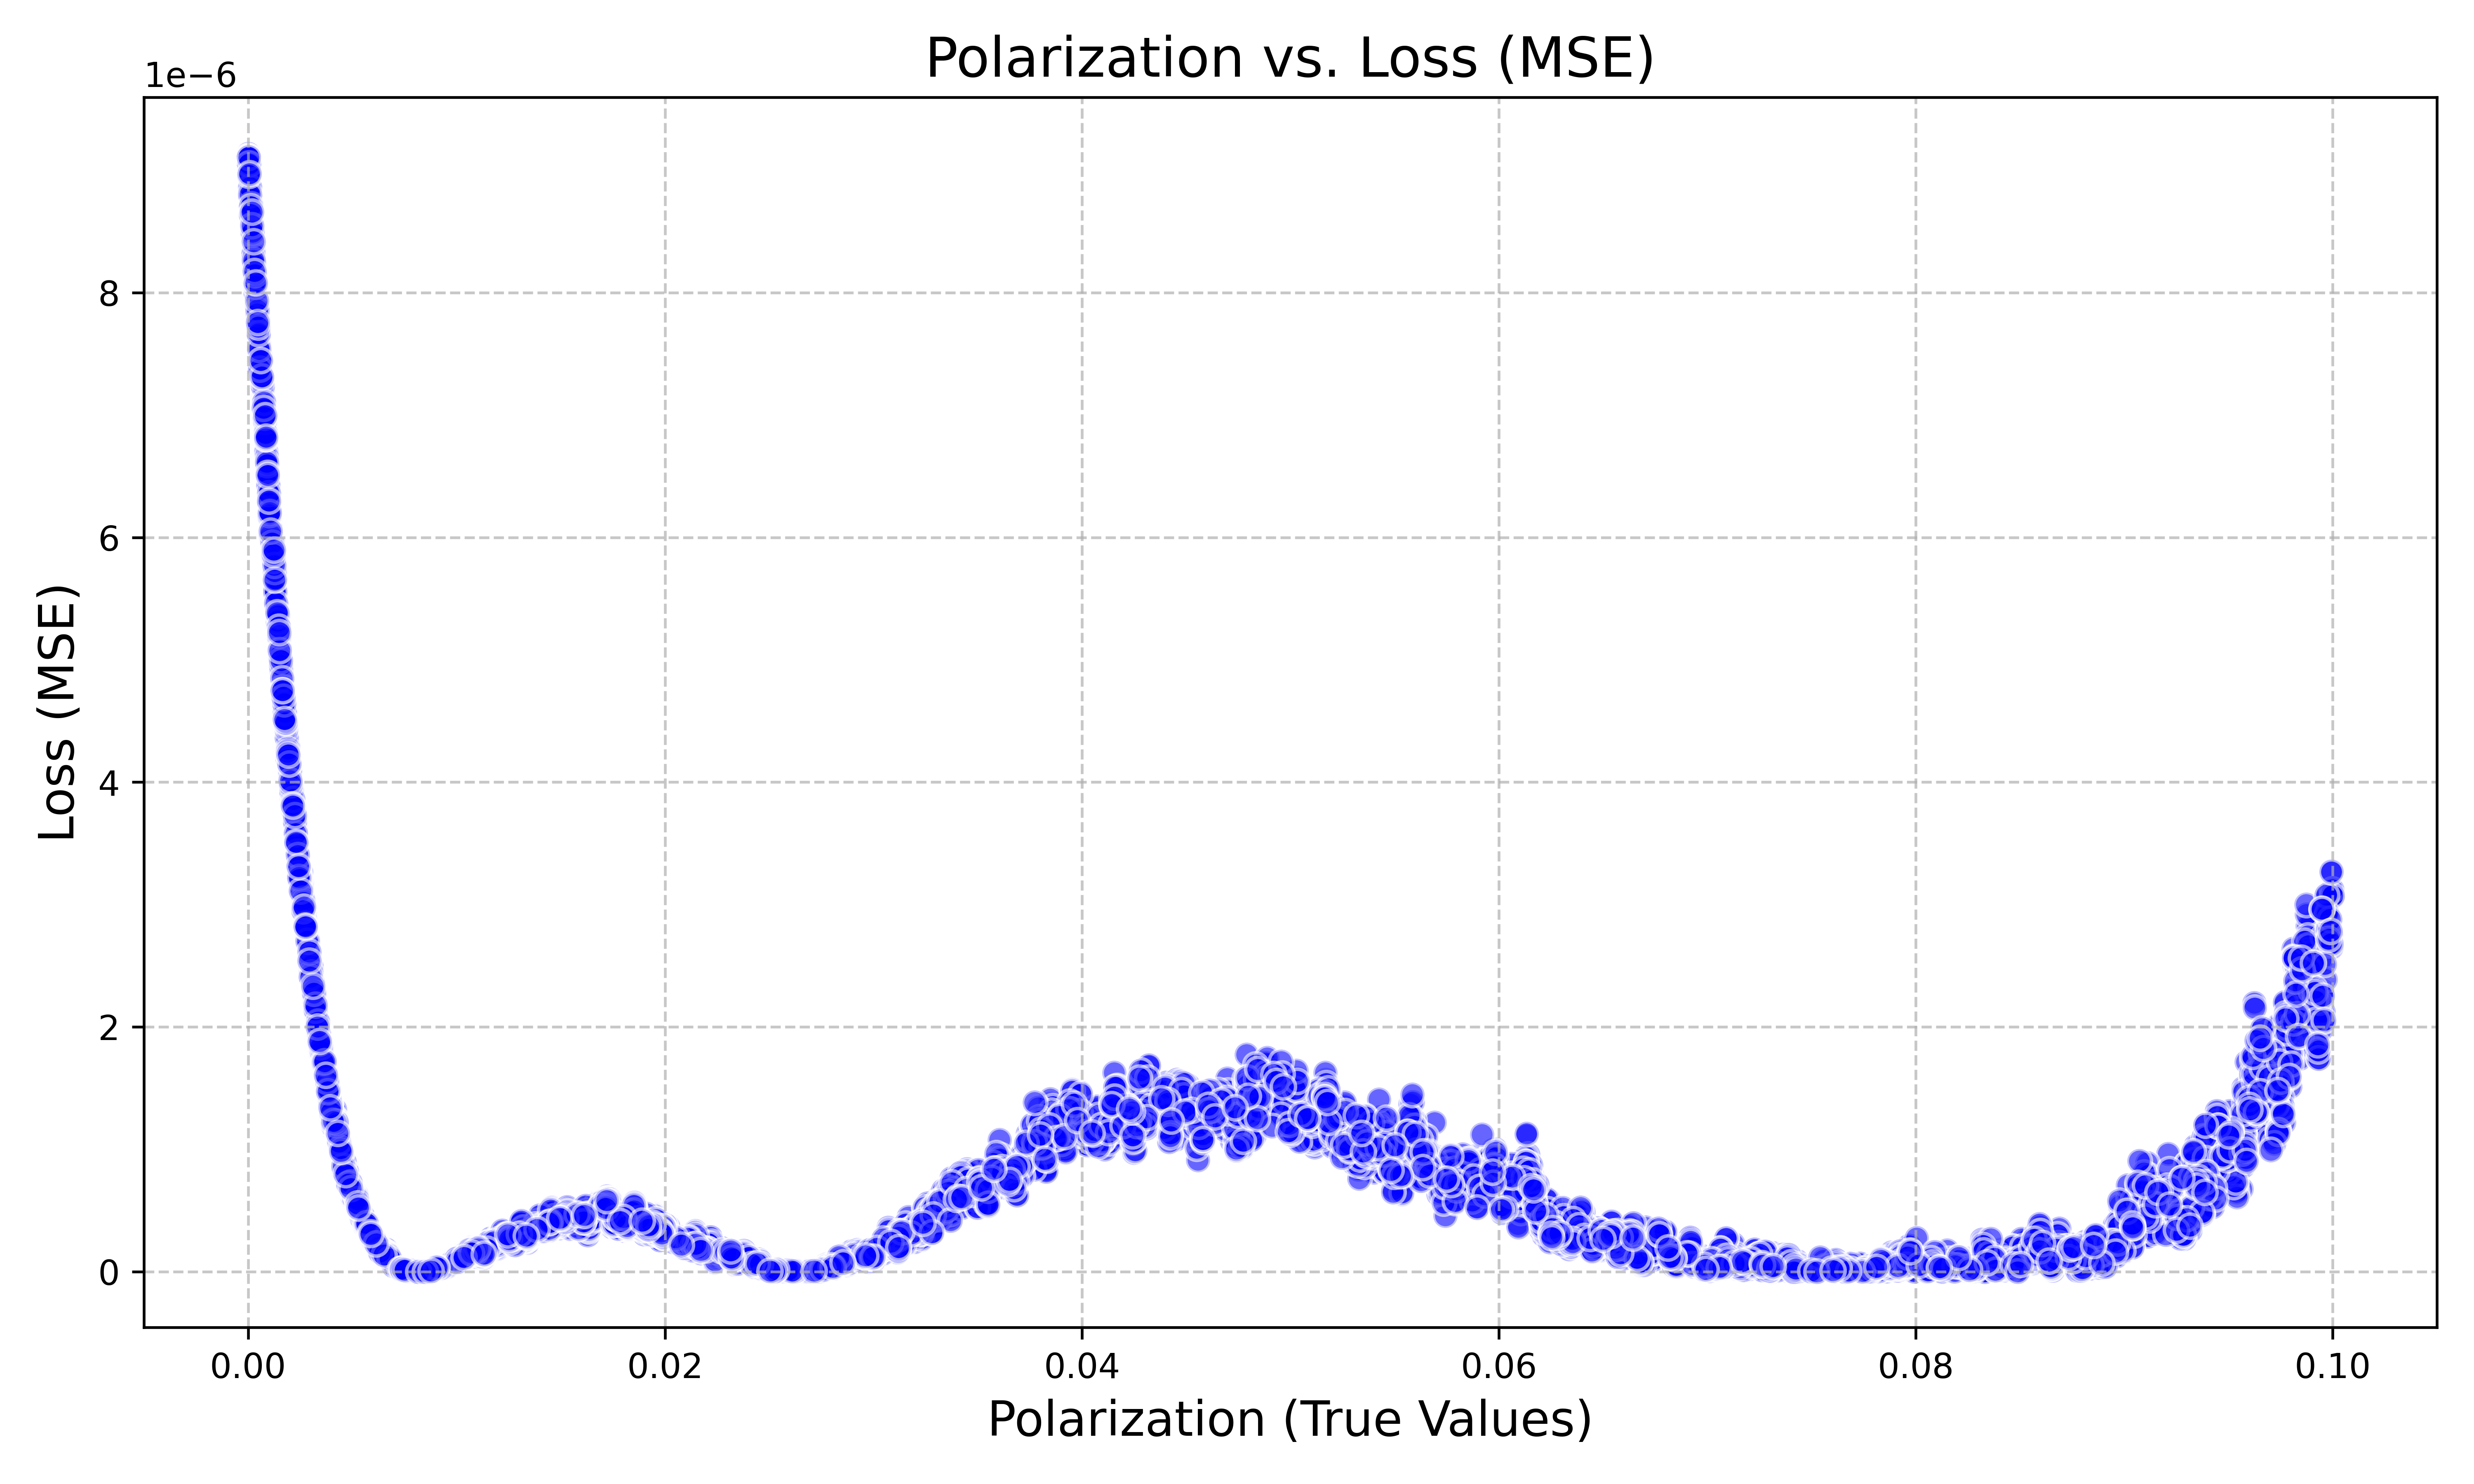 Polarization vs. Loss (MSE)
1e−6
8
6
4
2
0
Loss (MSE)
0.00 0.02 0.04 0.06 0.08 0.10
Polarization (True Values)